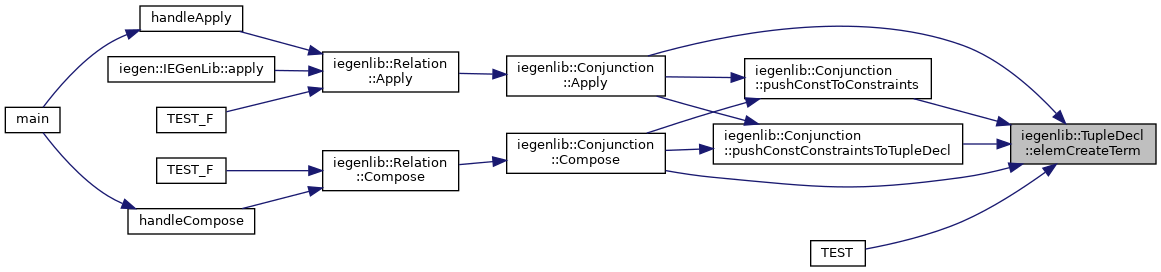 handleApply
iegen::IEGenLib::apply
TEST_F
main
TEST_F
handleCompose
iegenlib::Relation
::Apply
iegenlib::Relation
::Compose
iegenlib::Conjunction
::Apply
iegenlib::Conjunction
::Compose
iegenlib::Conjunction
::pushConstToConstraints
iegenlib::Conjunction
::pushConstConstraintsToTupleDecl
TEST
iegenlib::TupleDecl
::elemCreateTerm